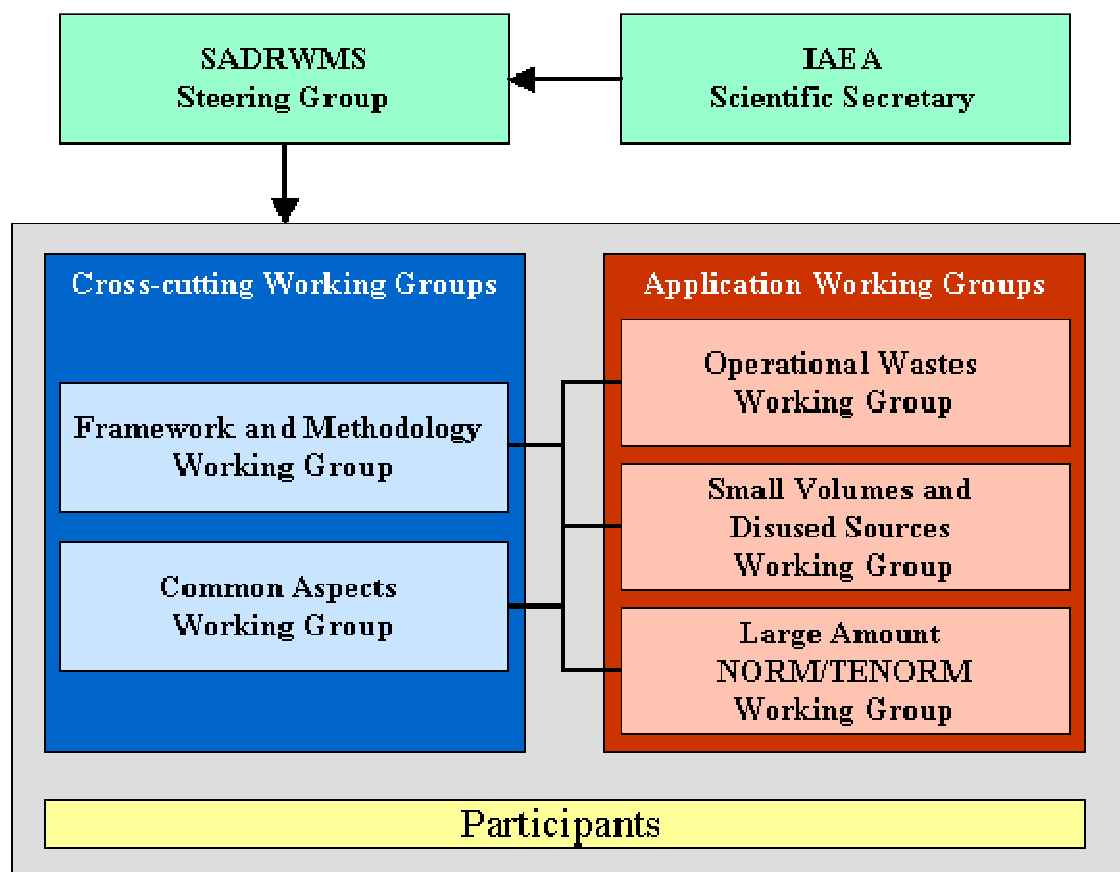 SADRWMS
Steering Group
IAEA
Scientific Secretary
Cross-cutting Working Groups
Framework and Methodology
Working Group
Common Aspects
Working Group
Application Working Groups
Operational Wastes
Working Group
Small Volumes and
Disused Sources
Working Group
Large Amount
NORM/TENORM
Working Group
Participants